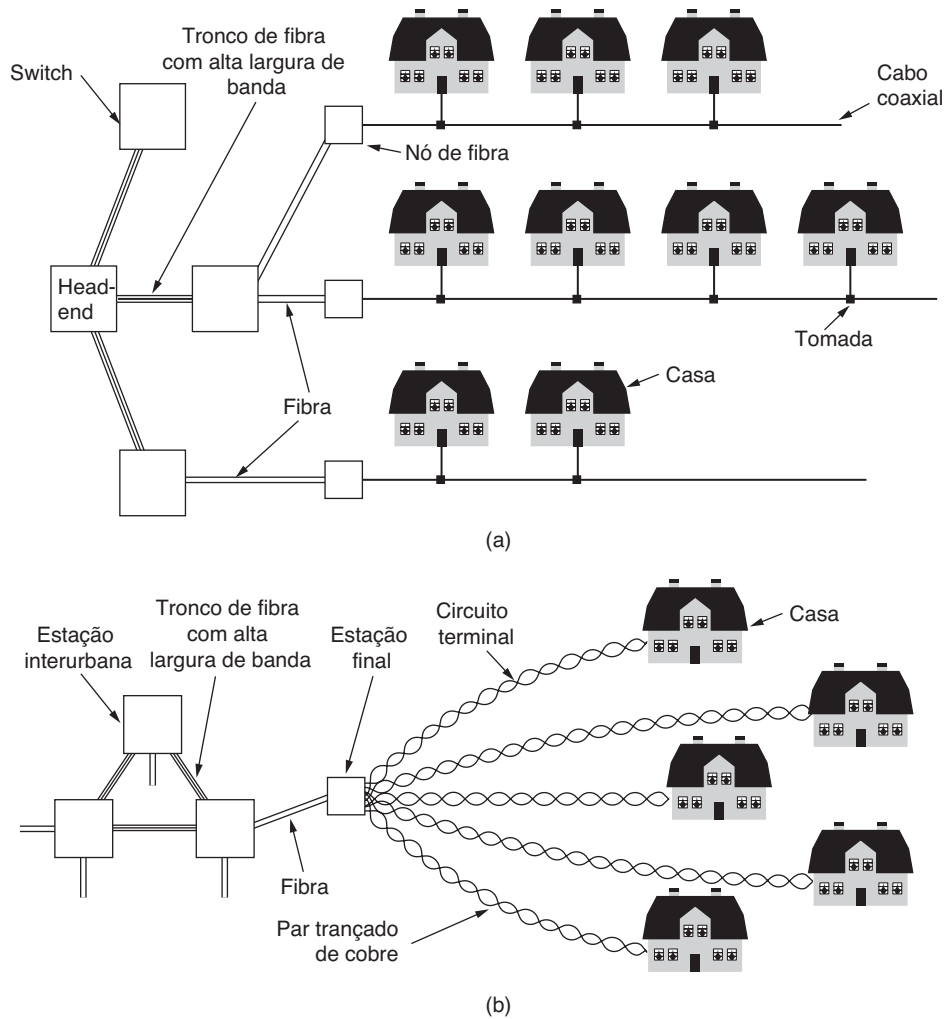 Tronco de fibra
com alta largura de
banda
Switch
Cabo
coaxial
Nó de fibra
Head-
end
Tomada
Fibra
Casa
(a)
Tronco de fibra
com alta
largura de banda
Estação
interurbana
Estação
final
Circuito
terminal
Casa
Fibra
Par trançado
de cobre
(b)